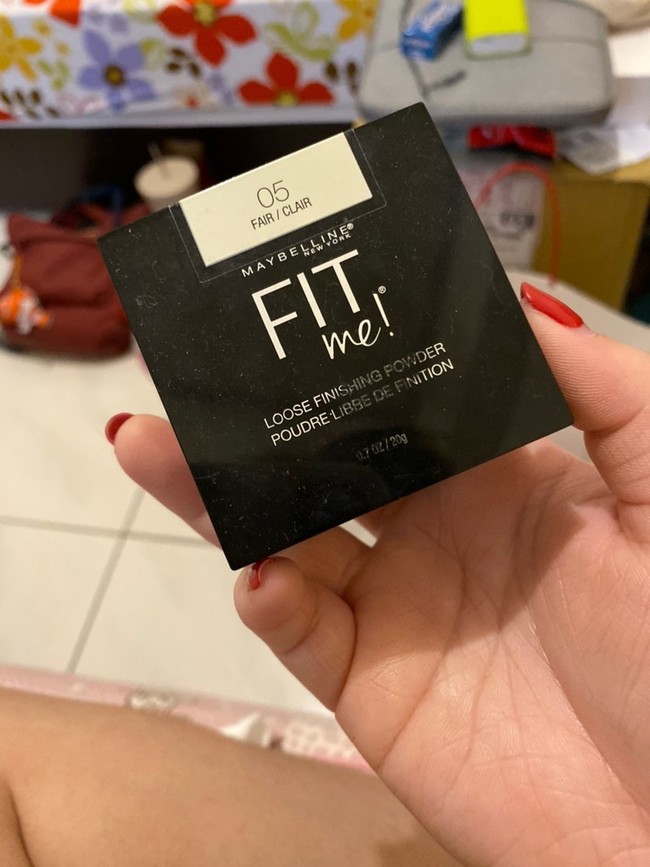 05
FAIR / CLAIR
MAYBELLINE®
NEW YORK
FIT
me!®
LOOSE FINISHING POWDER
POUDRE LIBRE DE FINITION
0.7 OZ / 20g